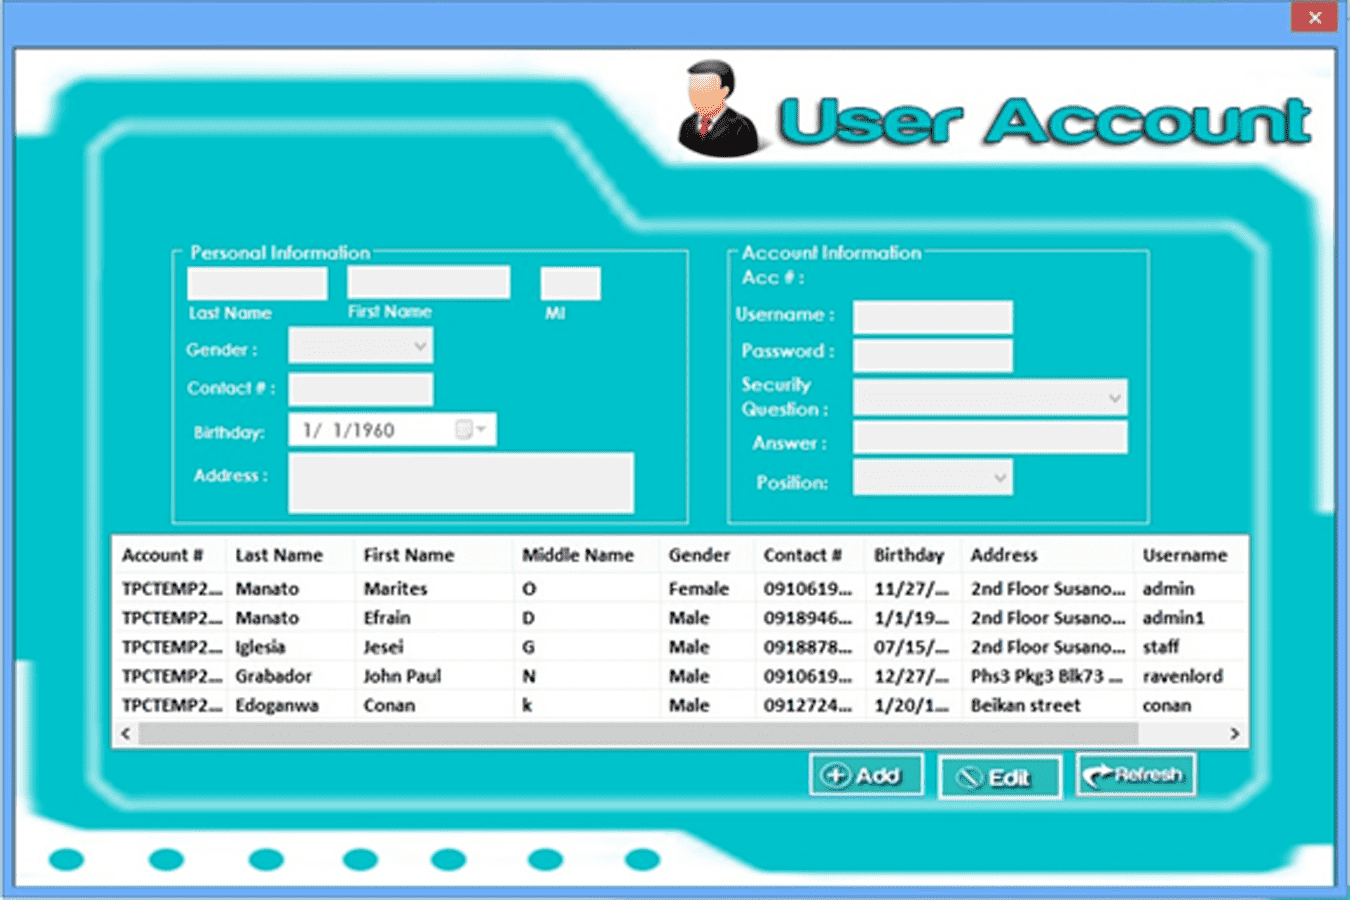 User Account
Personal Information
Last Name First Name MI
Gender :
Contact # :
Birthday: 1/ 1/1960
Address :
Account Information
Acc # :
Username :
Password :
Security
Question :
Answer :
Position:
Account # Last Name First Name Middle Name Gender Contact # Birthday Address Username
TPCTEMP2... Manato Marites O Female 0910619... 11/27/... 2nd Floor Susano... admin
TPCTEMP2... Manato Efrain D Male 0918946... 1/1/19... 2nd Floor Susano... admin1
TPCTEMP2... Iglesia Jesei G Male 0918878... 07/15/... 2nd Floor Susano... staff
TPCTEMP2... Grabador John Paul N Male 0910619... 12/27/... Phs3 Pkg3 Blk73 ... ravenlord
TPCTEMP2... Edoganwa Conan k Male 0912724... 1/20/1... Beikan street conan
Add Edit Refresh